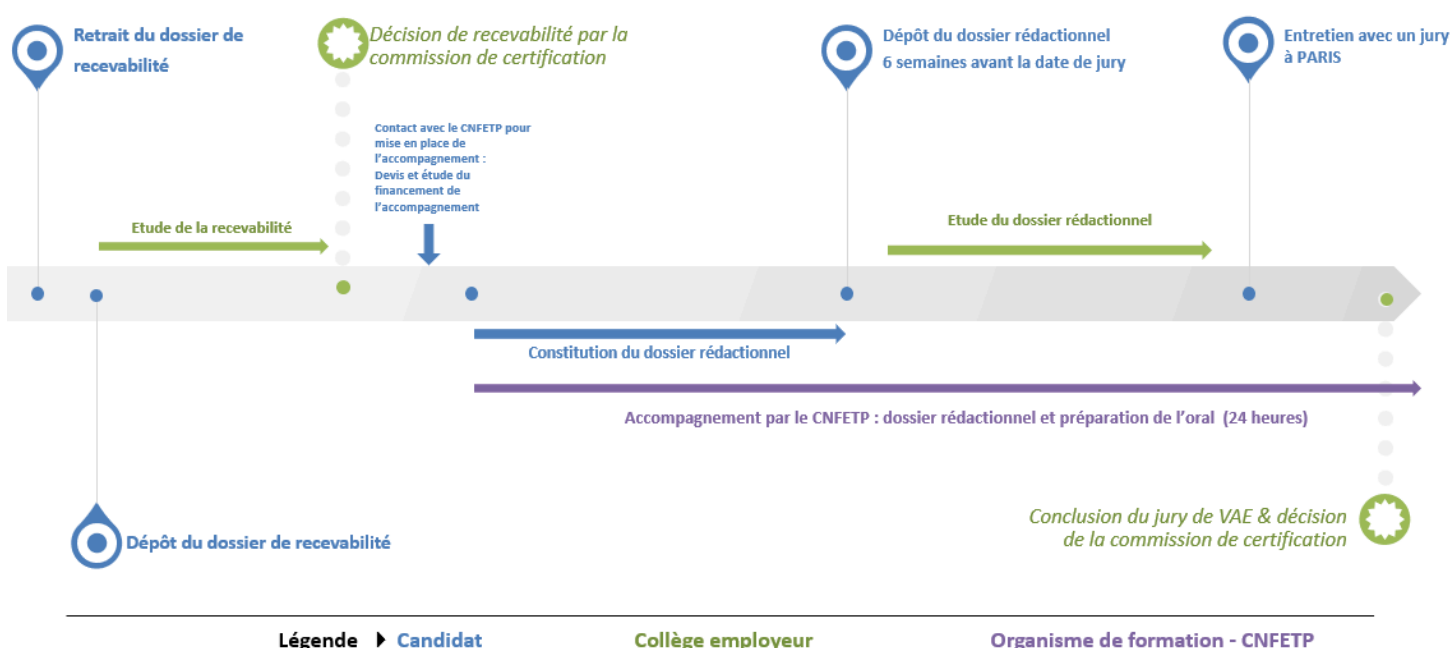 Retrait du dossier de
recevabilité
Décision de recevabilité par la
commission de certification
Dépôt du dossier rédactionnel
6 semaines avant la date de jury
Entretien avec un jury
à PARIS
Contact avec le CNFETP pour
mise en place de
l'accompagnement :
Devis et étude du
financement de
l'accompagnement
Etude de la recevabilité
Etude du dossier rédactionnel
Constitution du dossier rédactionnel
Accompagnement par le CNFETP : dossier rédactionnel et préparation de l'oral (24 heures)
Dépôt du dossier de recevabilité
Conclusion du jury de VAE & décision
de la commission de certification
Légende Candidat Collège employeur Organisme de formation - CNFETP